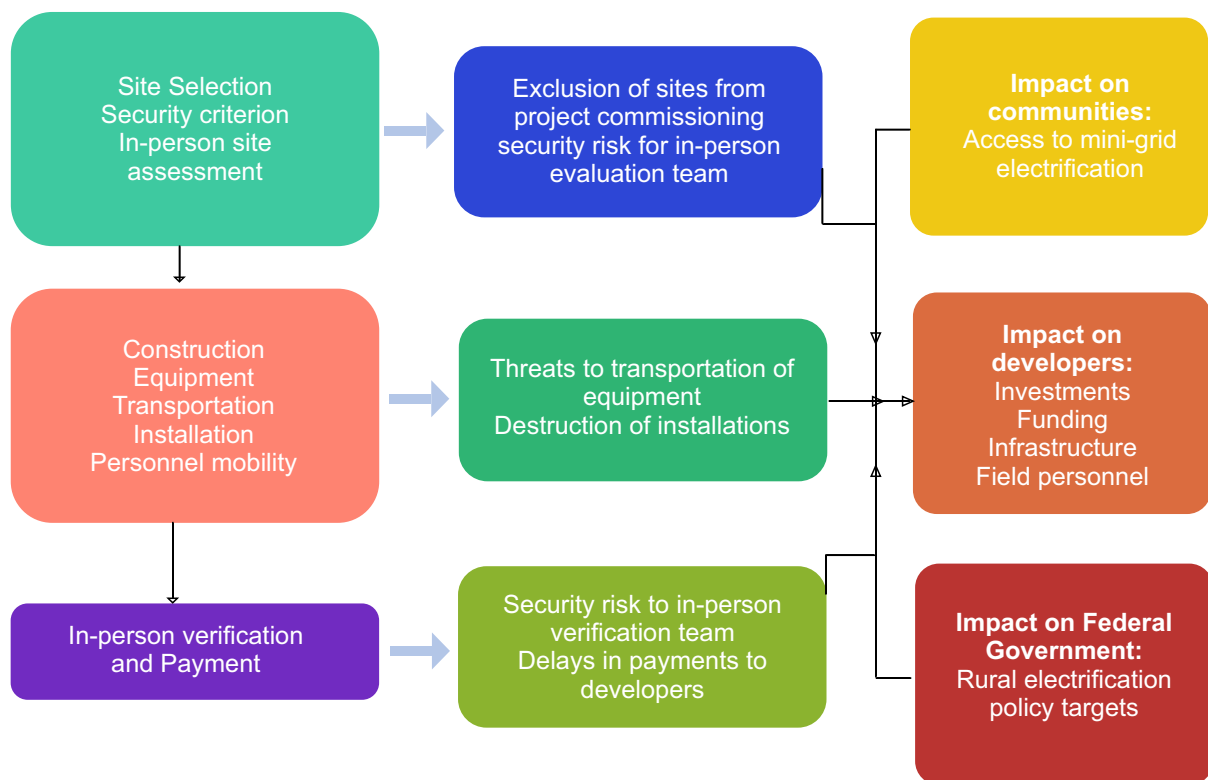 Site Selection
Security criterion
In-person site
assessment
Exclusion of sites from
project commissioning
security risk for in-person
evaluation team
Impact on
communities:
Access to mini-grid
electrification
Construction
Equipment
Transportation
Installation
Personnel mobility
Threats to transportation of
equipment
Destruction of installations
Impact on
developers:
Investments
Funding
Infrastructure
Field personnel
In-person verification
and Payment
Security risk to in-person
verification team
Delays in payments to
developers
Impact on Federal
Government:
Rural electrification
policy targets